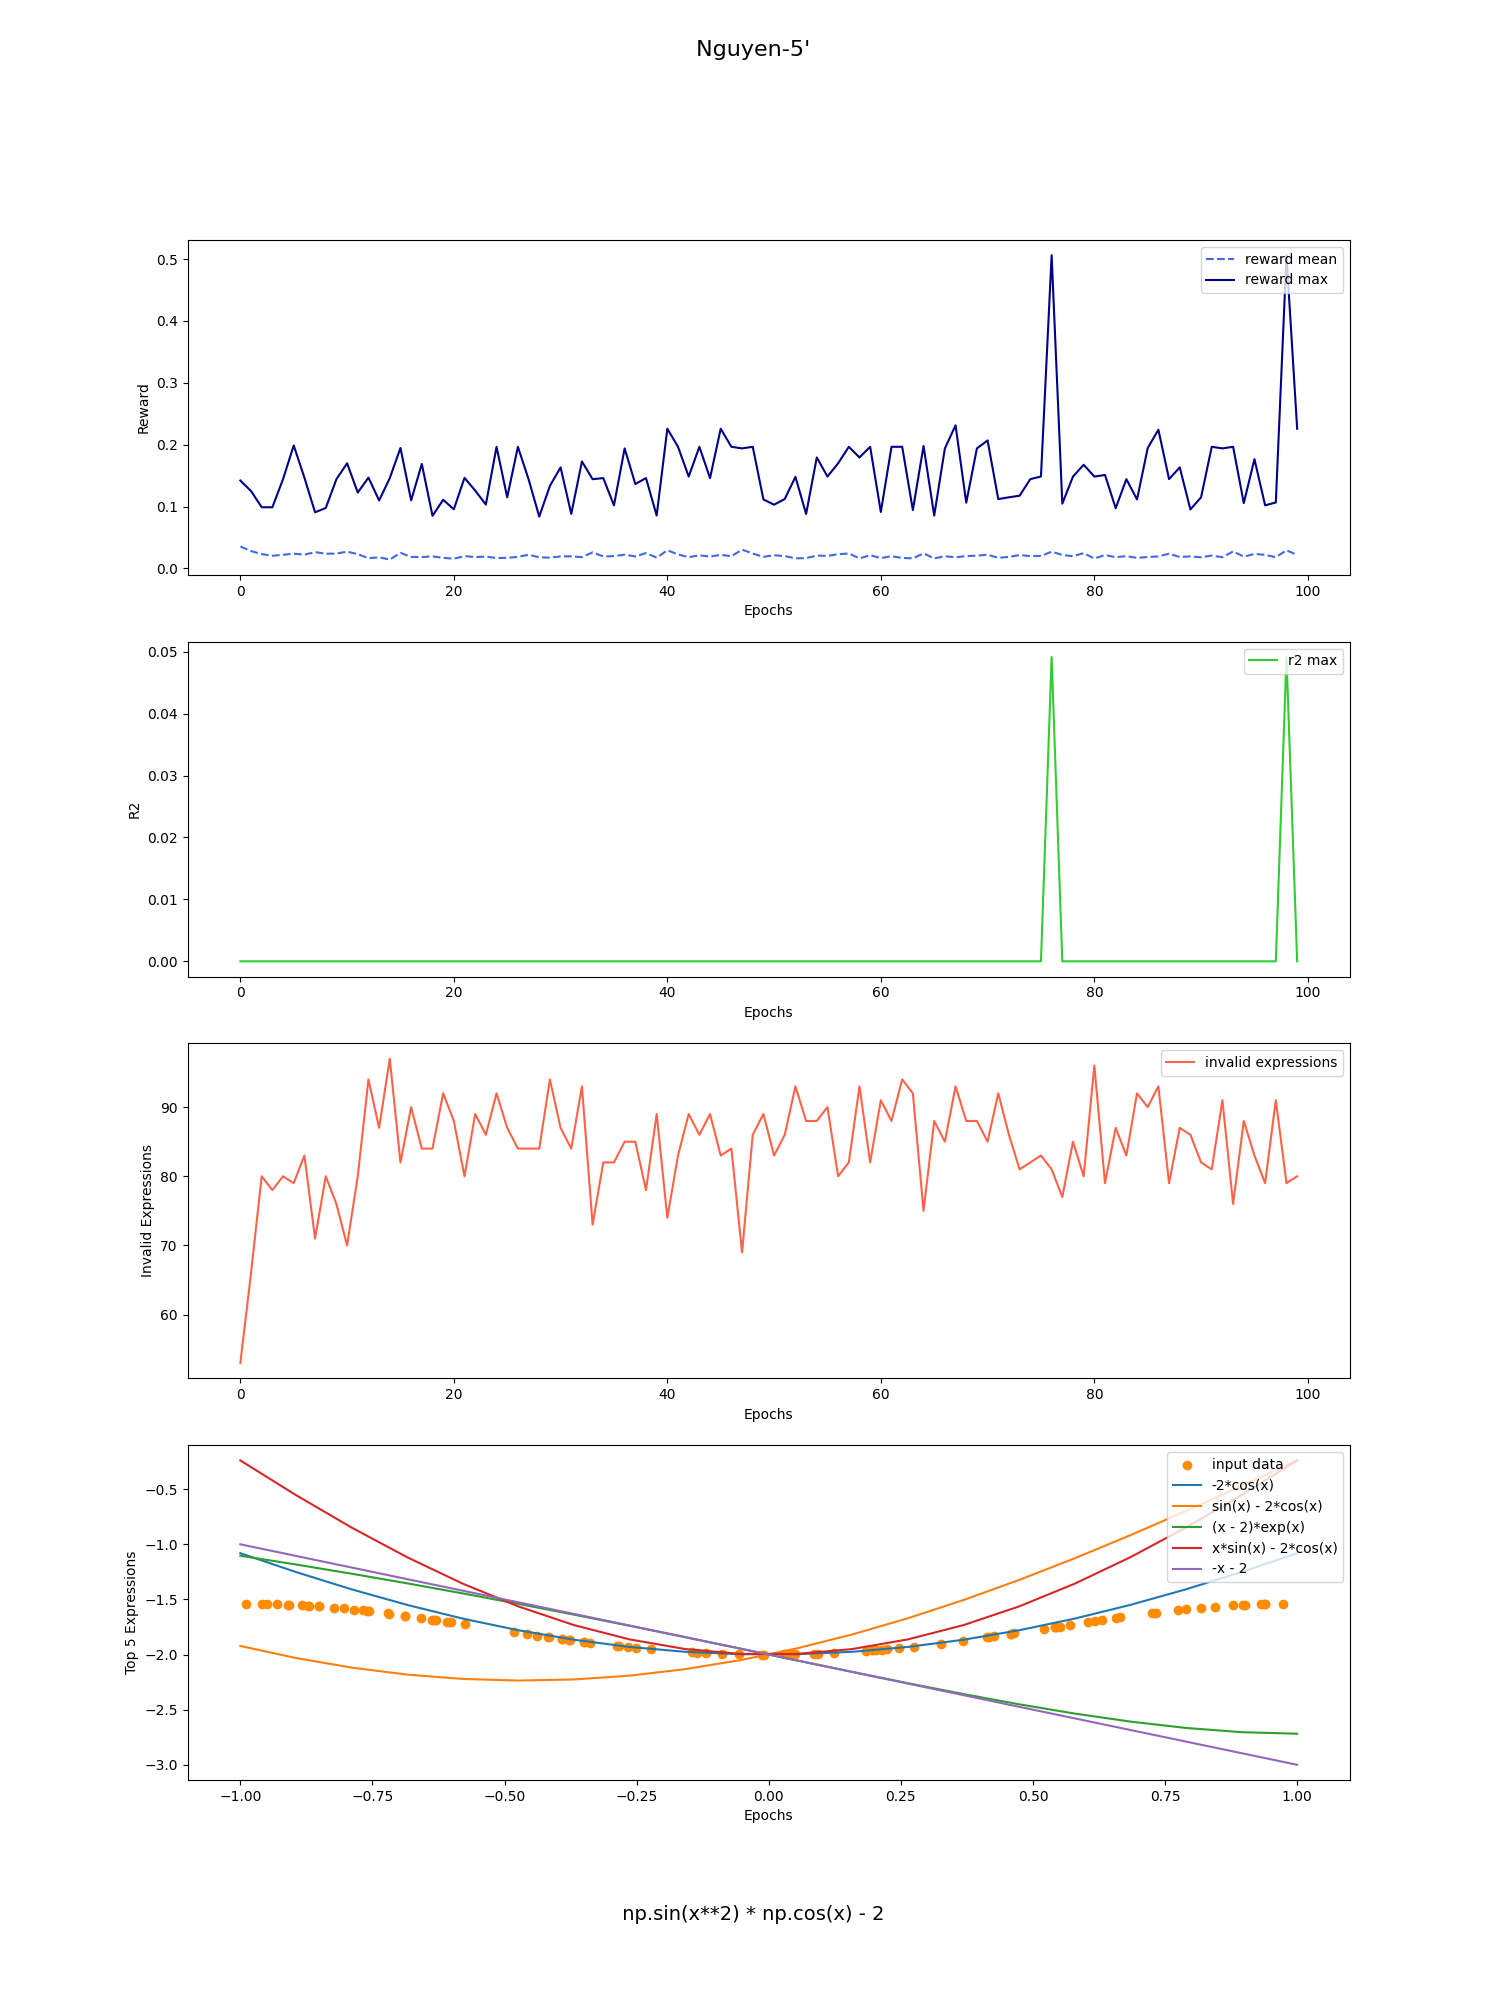 Nguyen-5'
reward mean
reward max
0.5
0.4
0.3
0.2
0.1
0.0
Reward
0
20
40
60
80
100
Epochs
r2 max
0.05
0.04
0.03
0.02
0.01
0.00
R2
0
20
40
60
80
100
Epochs
invalid expressions
90
80
70
60
Invalid Expressions
0
20
40
60
80
100
Epochs
input data
-2*cos(x)
sin(x) - 2*cos(x)
(x - 2)*exp(x)
x*sin(x) - 2*cos(x)
-x - 2
−0.5
−1.0
−1.5
−2.0
−2.5
−3.0
Top 5 Expressions
−1.00
−0.75
−0.50
−0.25
0.00
0.25
0.50
0.75
1.00
Epochs
np.sin(x**2) * np.cos(x) - 2